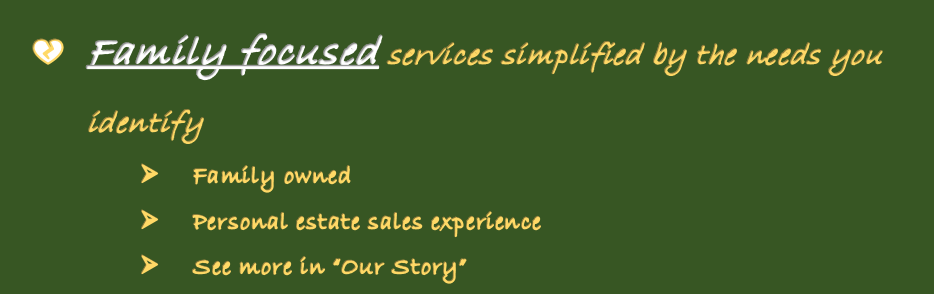 Family focused services simplified by the needs you
identify
Family owned
Personal estate sales experience
See more in "Our Story"